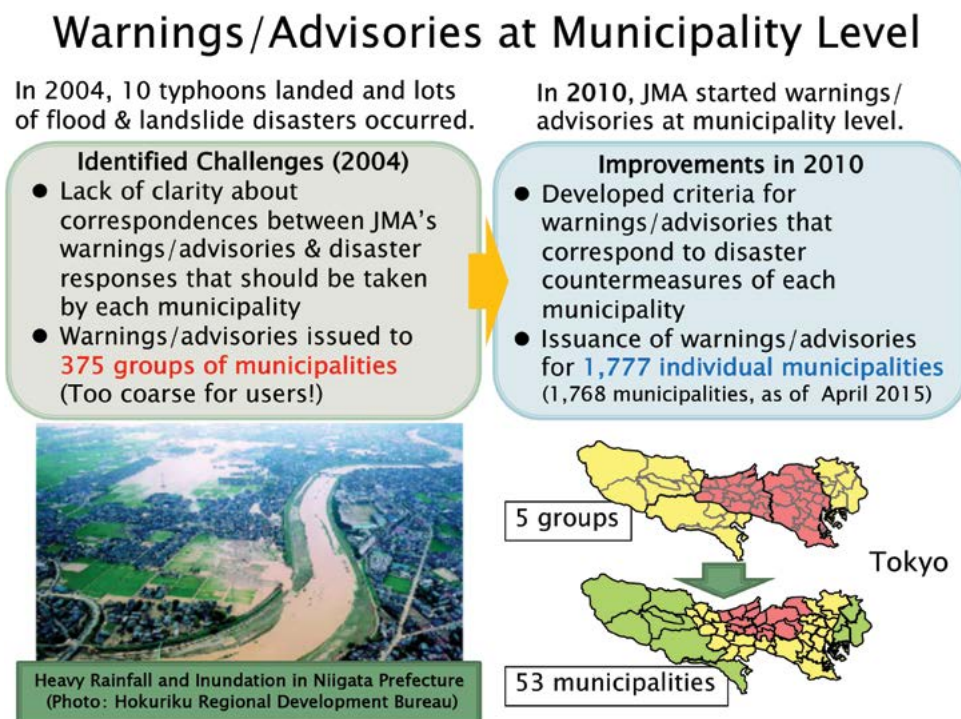 Warnings/Advisories at Municipality Level
In 2004, 10 typhoons landed and lots
of flood & landslide disasters occurred.
Identified Challenges (2004)
● Lack of clarity about
correspondences between JMA's
warnings/advisories & disaster
responses that should be taken
by each municipality
● Warnings/advisories issued to
375 groups of municipalities
(Too coarse for users!)
In 2010, JMA started warnings/
advisories at municipality level.
Improvements in 2010
● Developed criteria for
warnings/advisories that
correspond to disaster
countermeasures of each
municipality
● Issuance of warnings/advisories
for 1,777 individual municipalities
(1,768 municipalities, as of April 2015)
Heavy Rainfall and Inundation in Niigata Prefecture
(Photo: Hokuriku Regional Development Bureau)
5 groups
Tokyo
53 municipalities